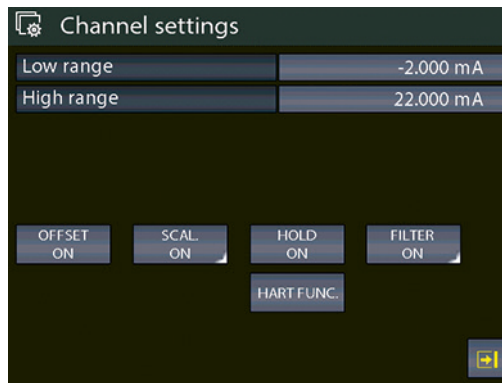 Channel settings
Low range -2.000 mA
High range 22.000 mA
OFFSET SCAL. HOLD FILTER
ON ON ON ON
HART FUNC.